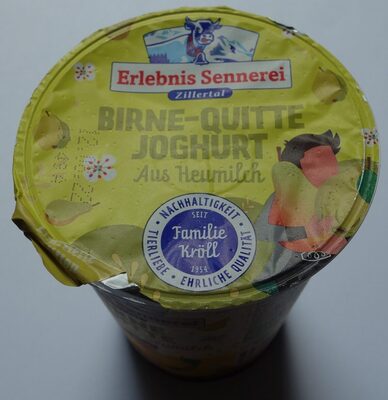 Erlebnis Sennerei
Zillertal
BIRNE-QUITTE
JOGHURT
Aus Heumilch
NACHHALTIGKEIT
SEIT
Familie
Kröll
1954
TIERLIEBE • EHRLICHE QUALITÄT